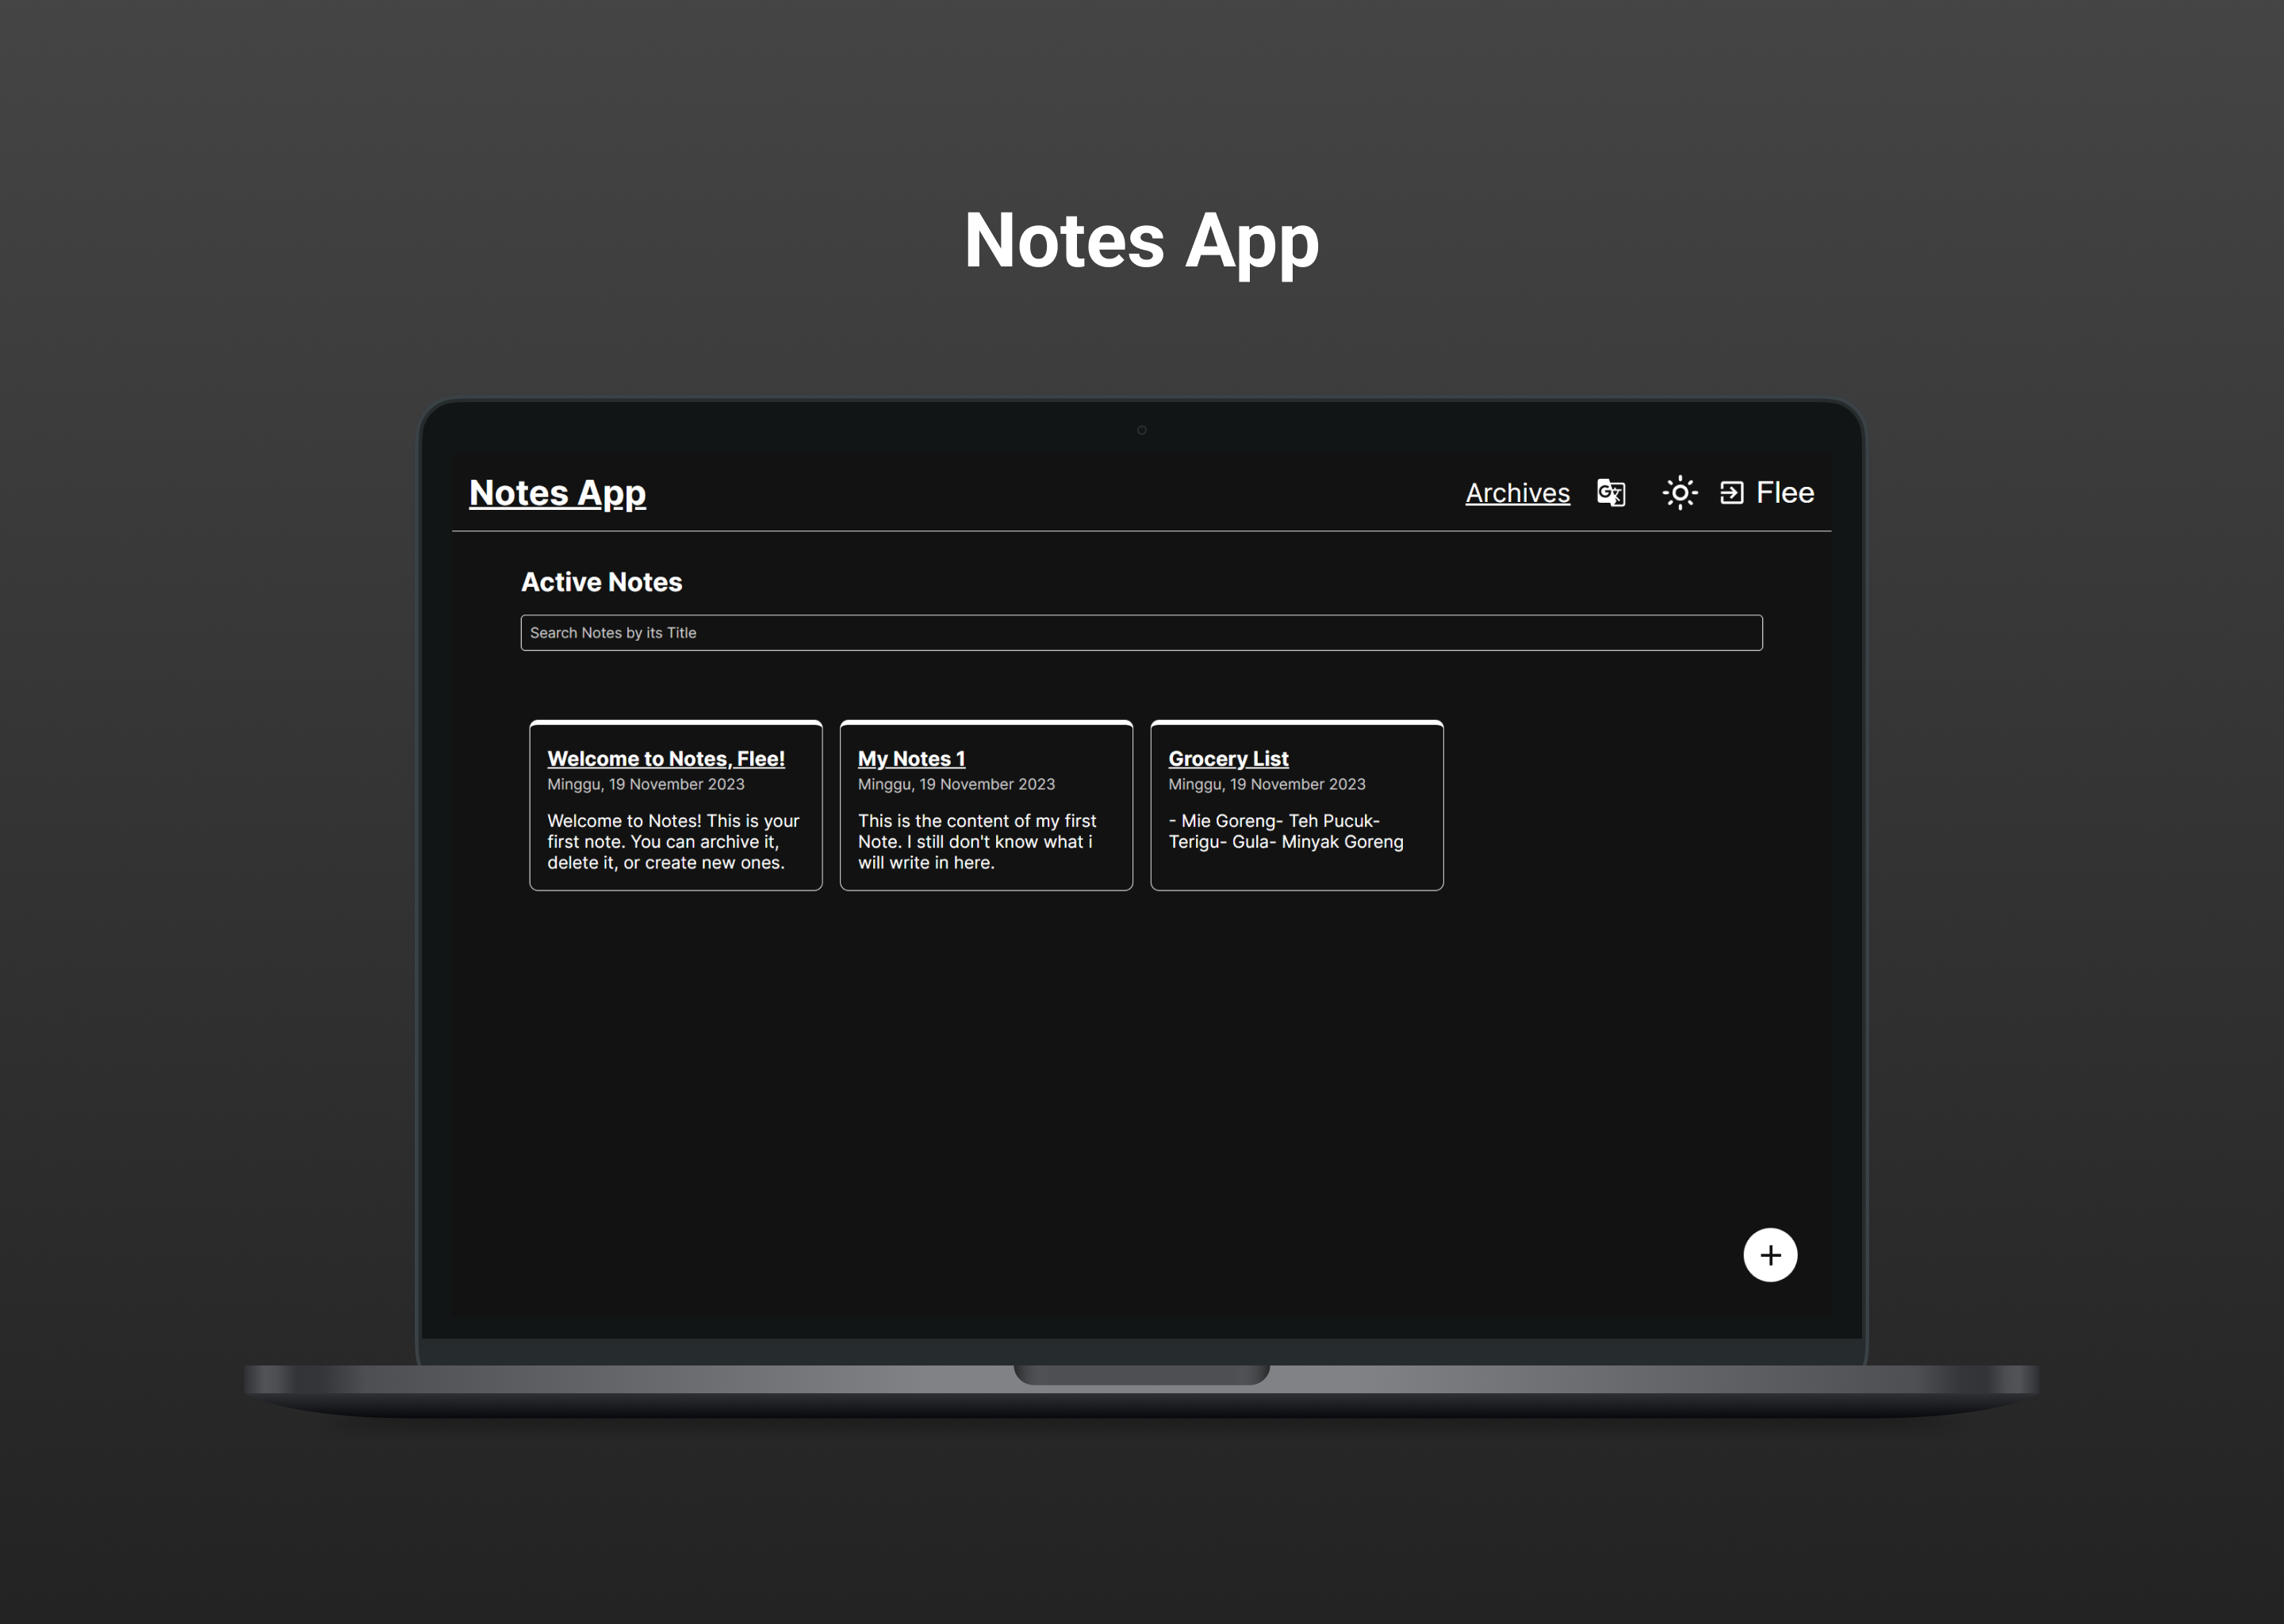 Notes App
Notes App
Archives
Flee
Active Notes
Search Notes by its Title
Welcome to Notes, Flee!
Minggu, 19 November 2023
Welcome to Notes! This is your
first note. You can archive it,
delete it, or create new ones.
My Notes 1
Minggu, 19 November 2023
This is the content of my first
Note. I still don't know what i
will write in here.
Grocery List
Minggu, 19 November 2023
- Mie Goreng- Teh Pucuk-
Terigu- Gula- Minyak Goreng